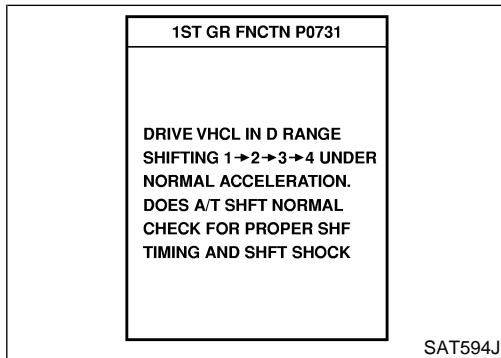 1ST GR FNCTN P0731
DRIVE VHCL IN D RANGE
SHIFTING 1→2→3→4 UNDER
NORMAL ACCELERATION.
DOES A/T SHFT NORMAL
CHECK FOR PROPER SHF
TIMING AND SHFT SHOCK
SAT594J